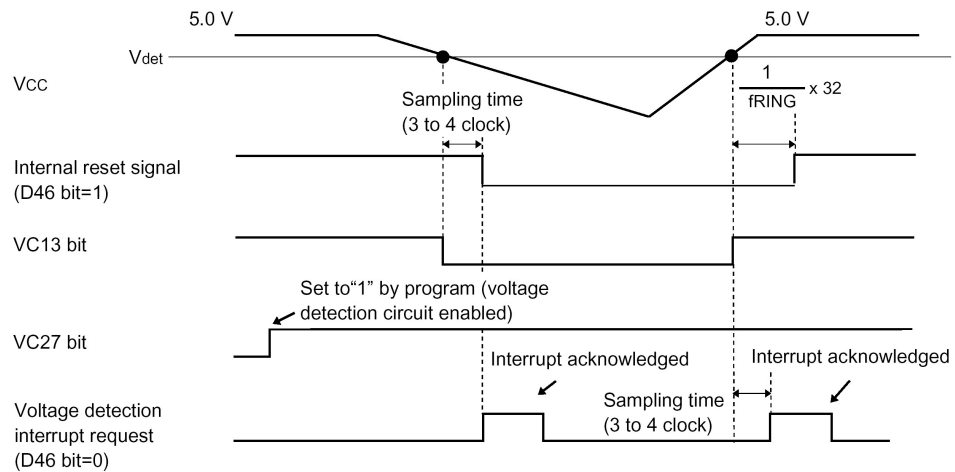 5.0 V
5.0 V
Vdet
VCC
1
fRING
x 32
Sampling time
(3 to 4 clock)
Internal reset signal
(D46 bit=1)
VC13 bit
Set to“1” by program (voltage
detection circuit enabled)
VC27 bit
Interrupt acknowledged
Interrupt acknowledged
Sampling time
(3 to 4 clock)
Voltage detection
interrupt request
(D46 bit=0)